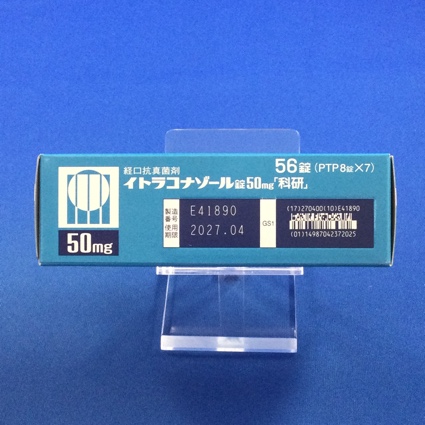 経口抗真菌剤
イトラコナゾール錠50mg「科研」
56錠(PTP8錠×7)
50mg
製造番号 E41890
使用期限 2027.04
GS1
(17)270400(10)E41890
(01)14987042372025